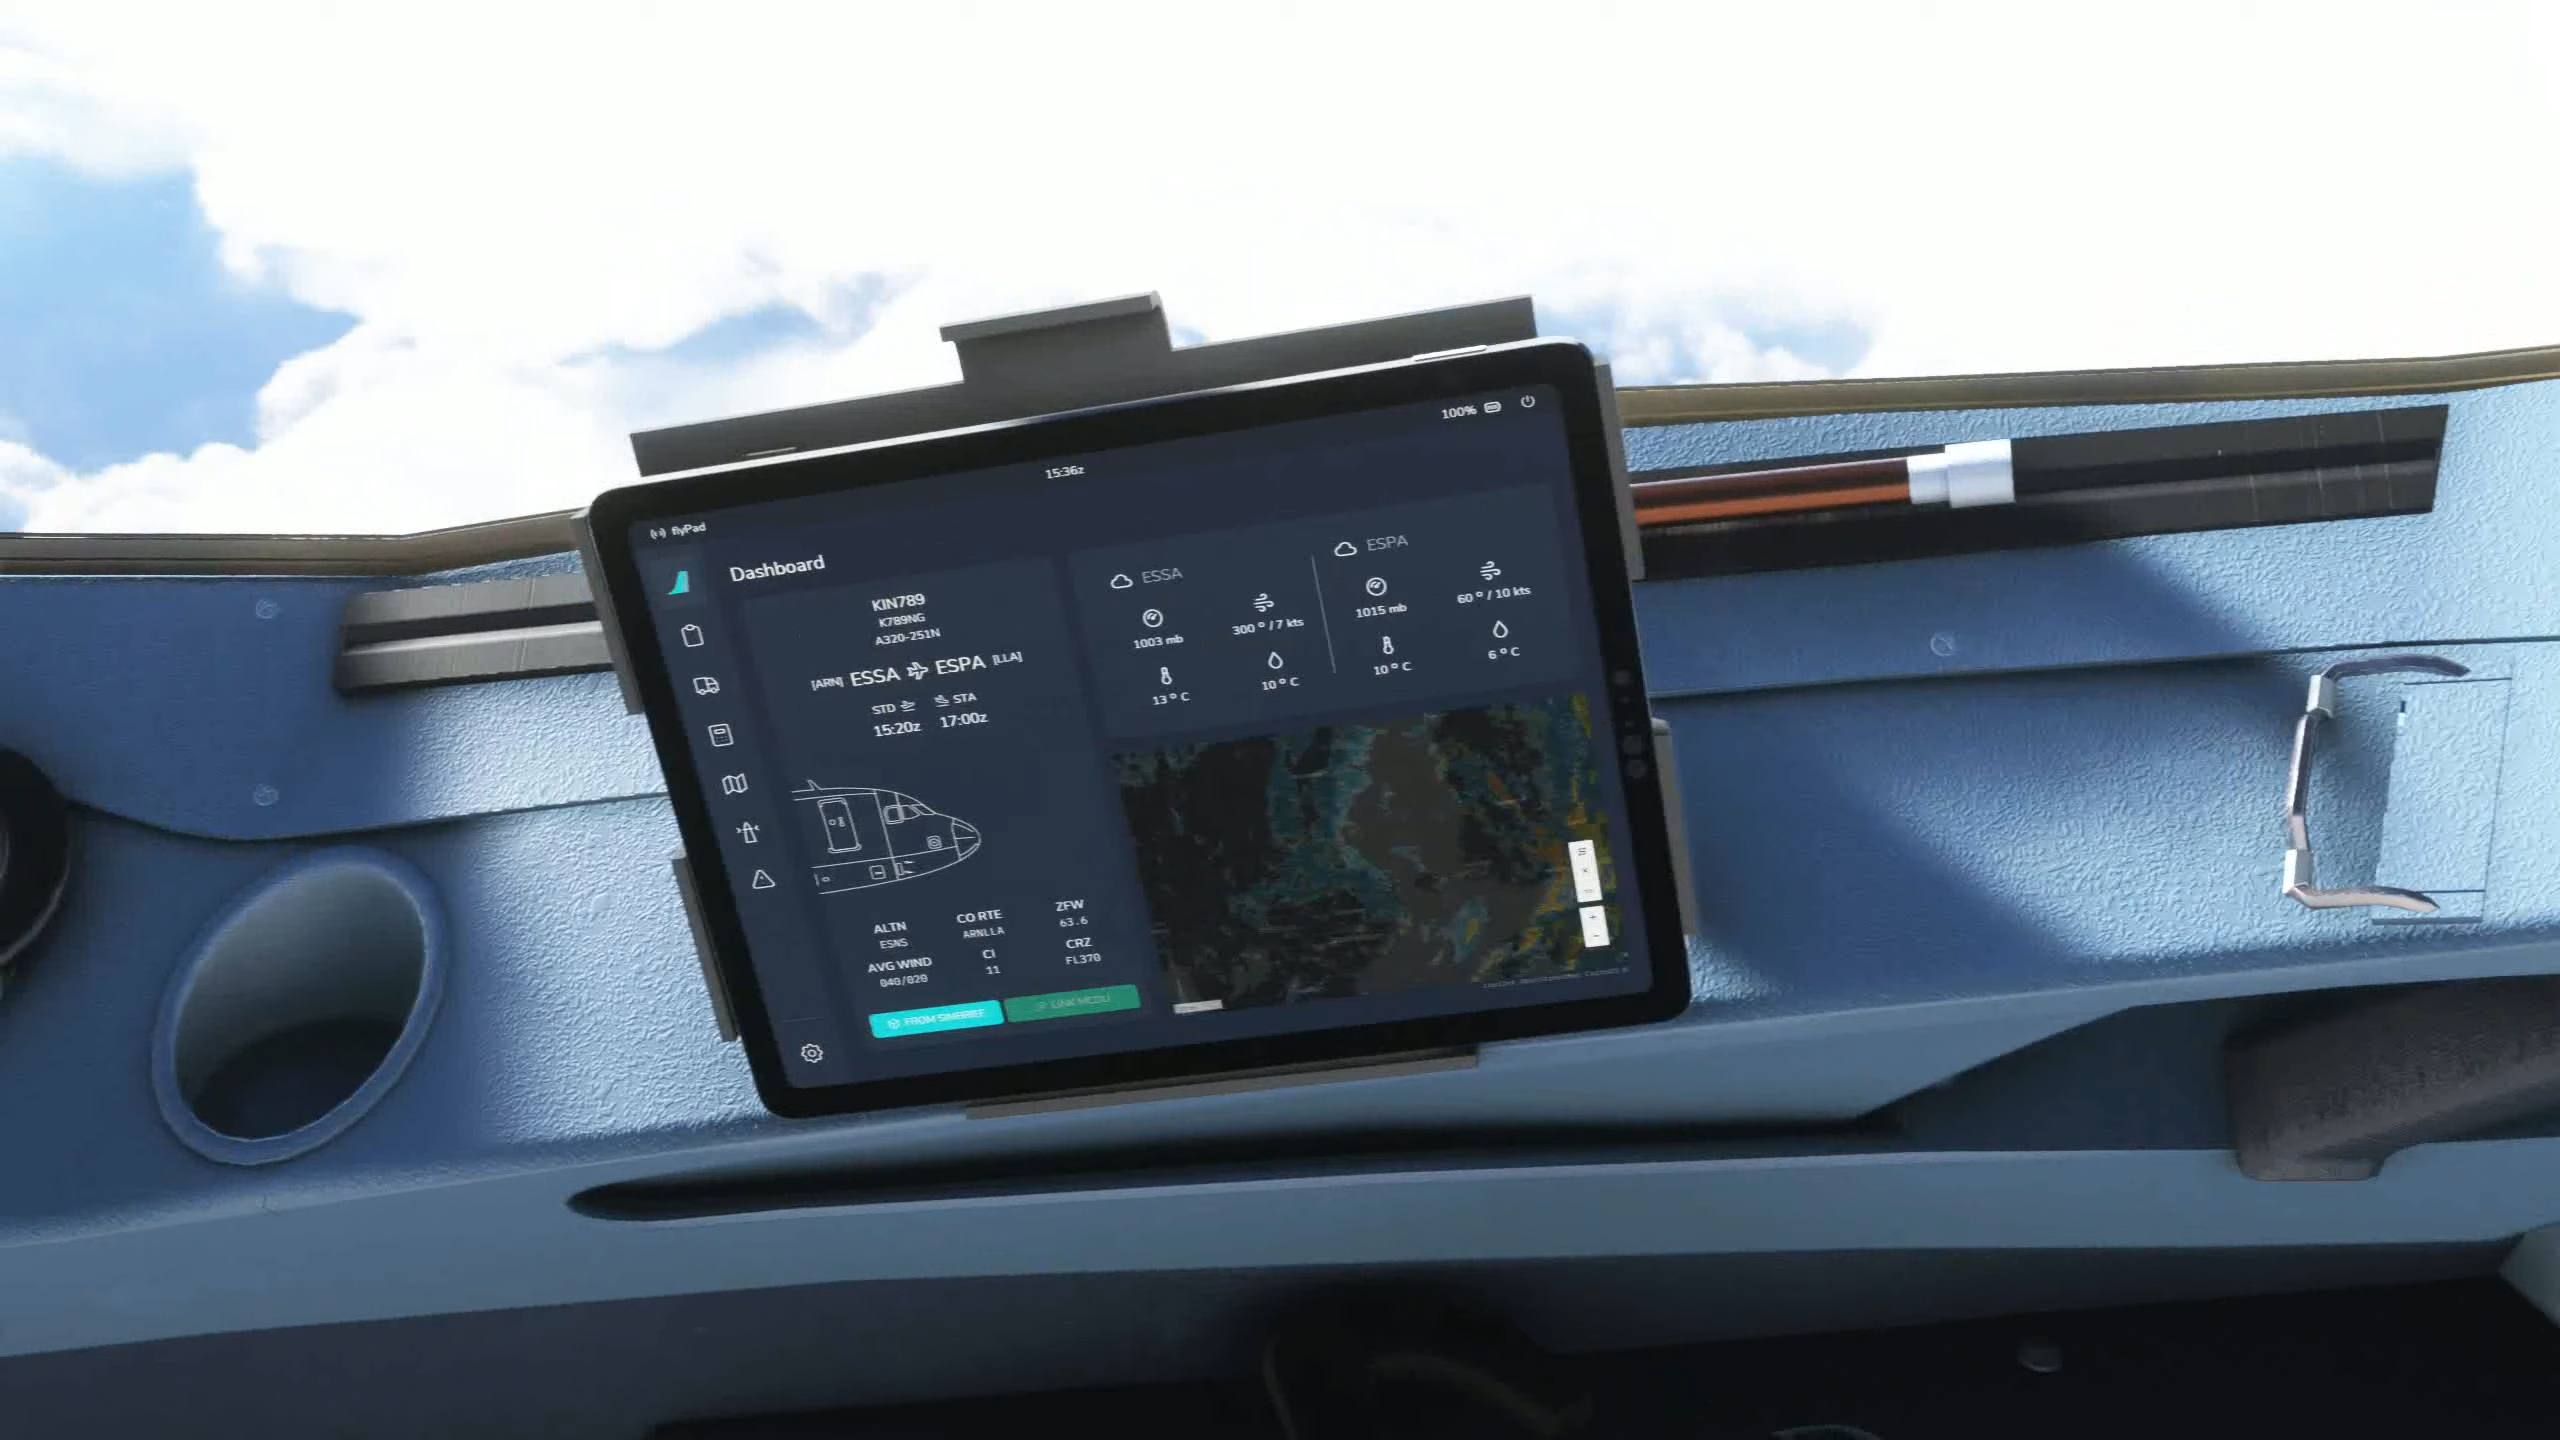 100%
15:36z
flyPad
Dashboard
KIN789
K789NG
A320-251N
[ARN] ESSA ESPA [LLA]
STD STA
15:20z 17:00z
ALTN CO RTE ZFW
ESNS ARNLLA 63.6
AVG WIND CI CRZ
040/020 11 FL370
FROM SIMBRIEF
ESSA
1003 mb 300 ° / 7 kts
13 ° C 10 ° C
ESPA
1015 mb 60 ° / 10 kts
10 ° C 6 ° C